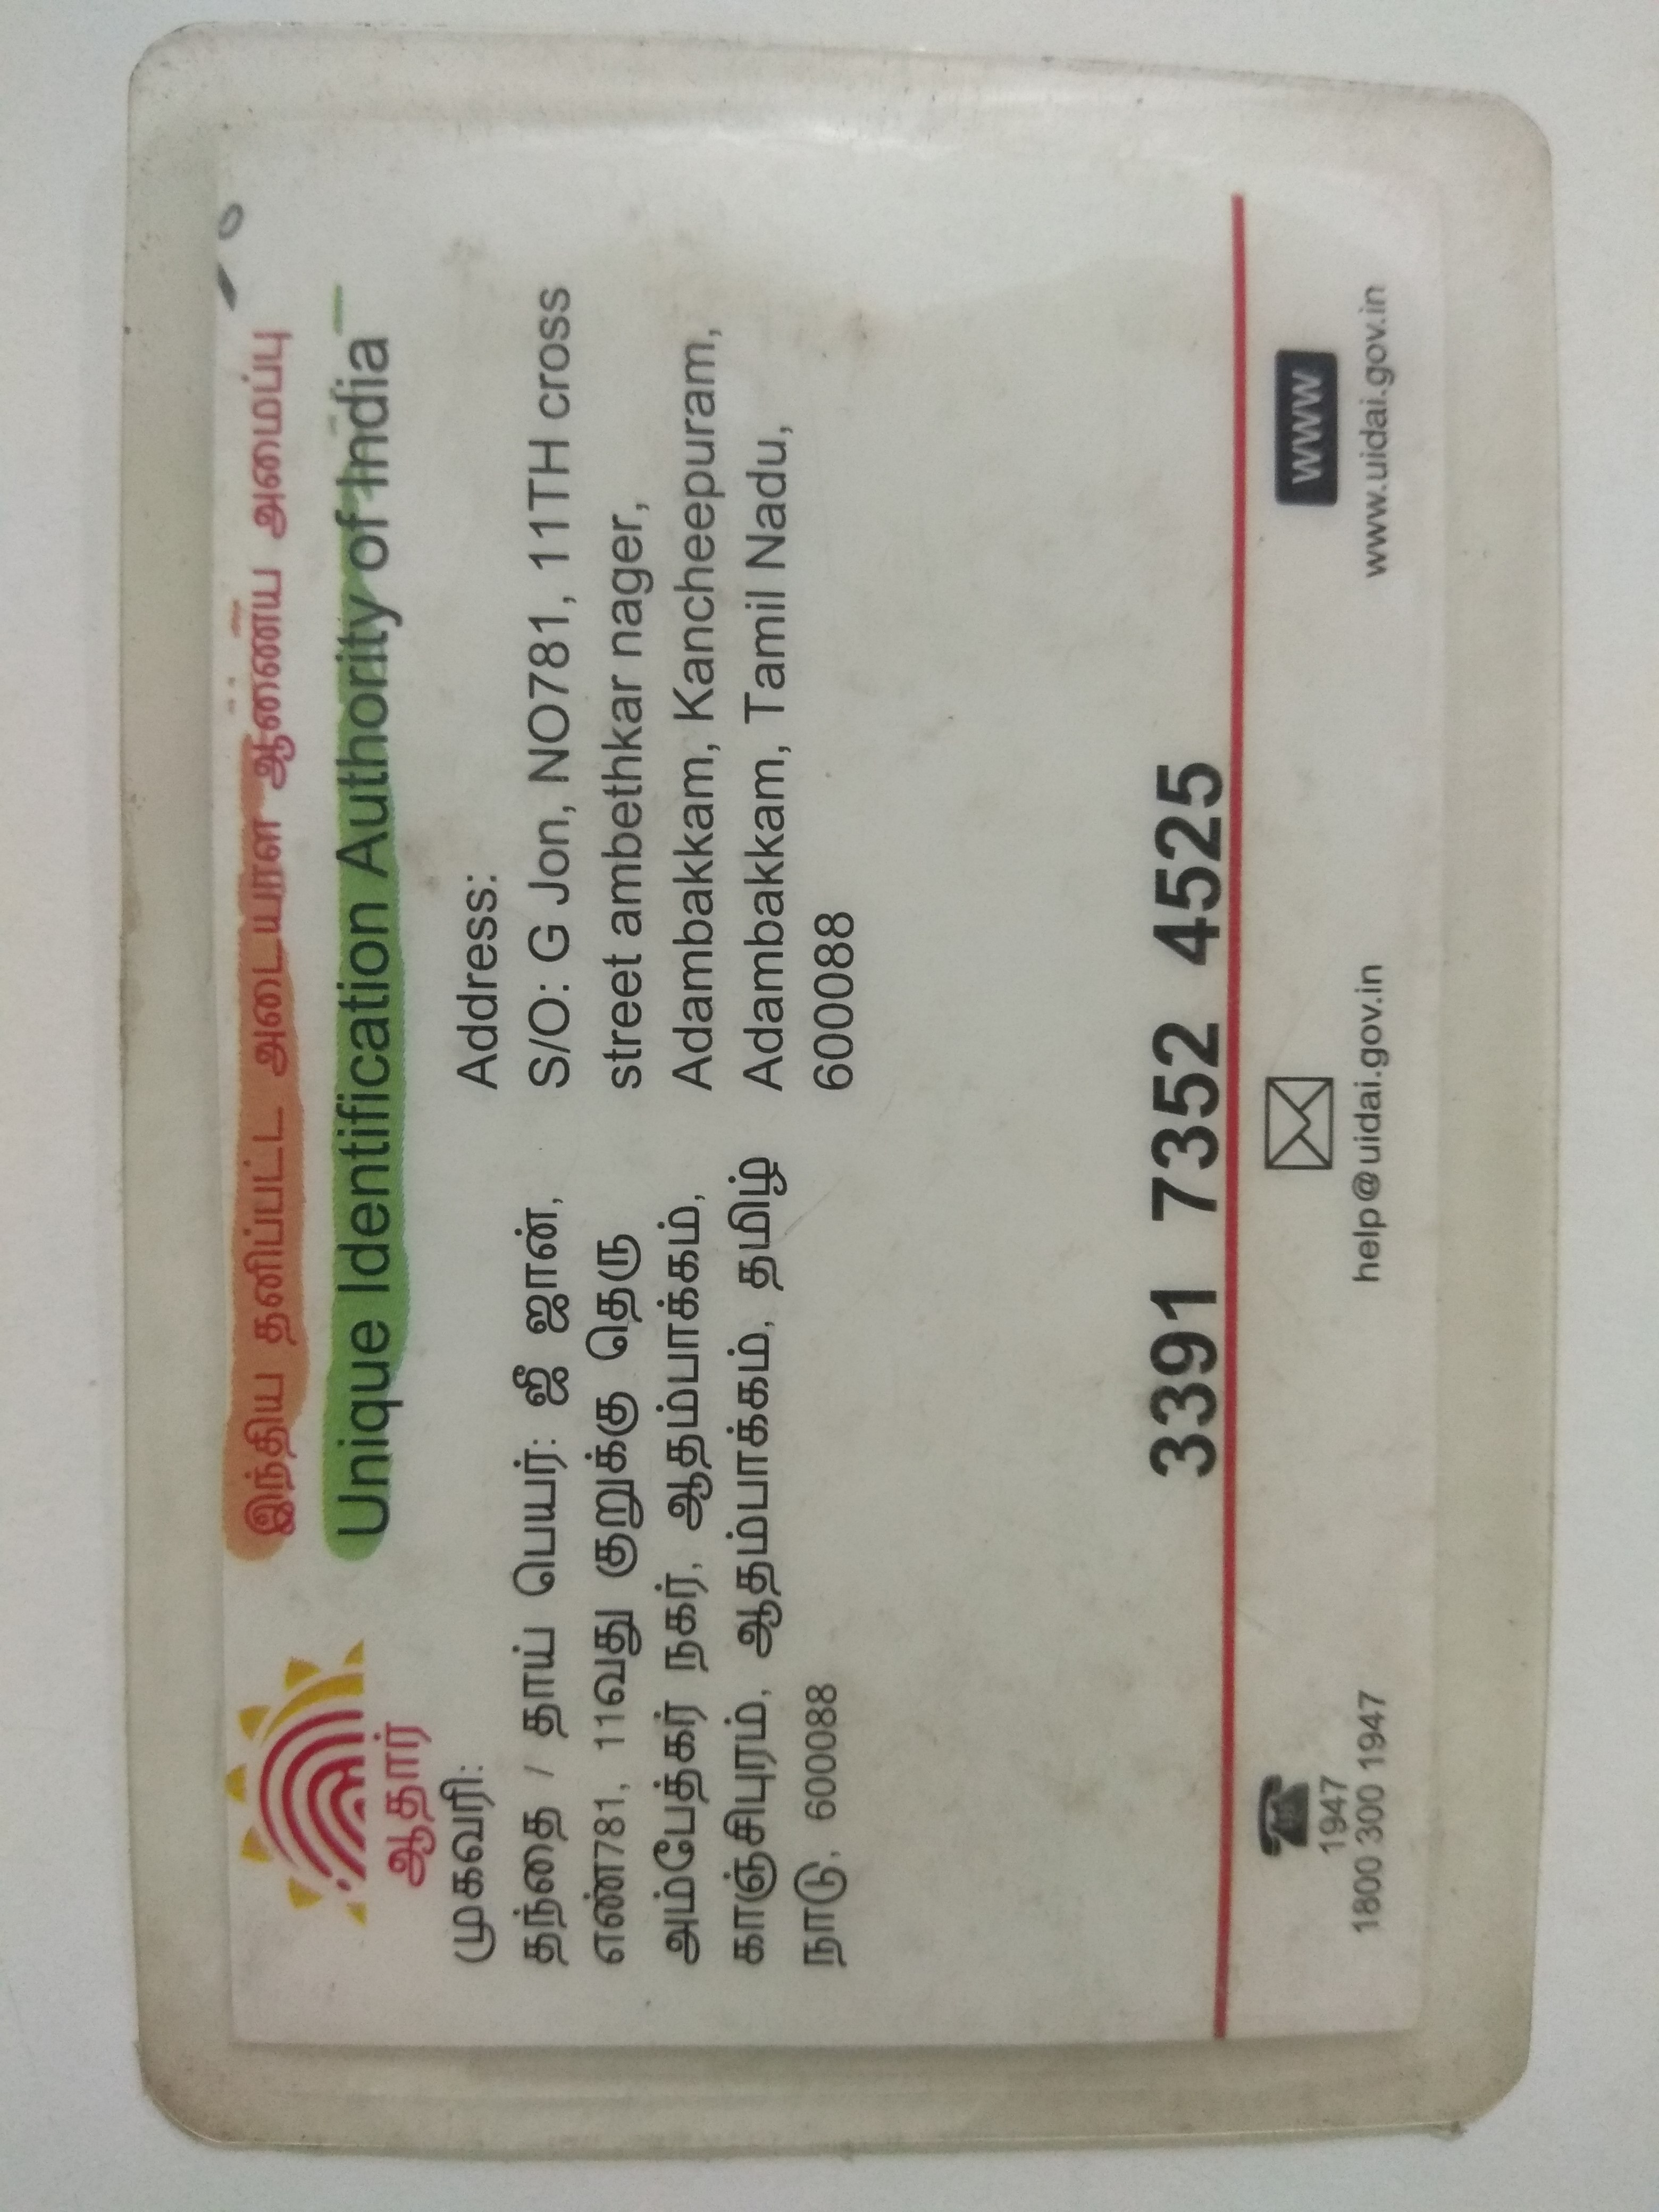 இந்திய தனிப்பட்ட அடையாள ஆணைய அமைப்பு
Unique Identification Authority of India
ஆதார்
முகவரி:
தந்தை / தாய் பெயர்: ஜீ ஜான்,
எண்781, 11வது குறுக்கு தெரு
அம்பேத்கர் நகர், ஆதம்பாக்கம்,
காஞ்சிபுரம், ஆதம்பாக்கம், தமிழ்
நாடு, 600088
Address:
S/O: G Jon, NO781, 11TH cross
street ambethkar nager,
Adambakkam, Kancheepuram,
Adambakkam, Tamil Nadu,
600088
3391 7352 4525
1947
1800 300 1947
help@uidai.gov.in
WWW
www.uidai.gov.in